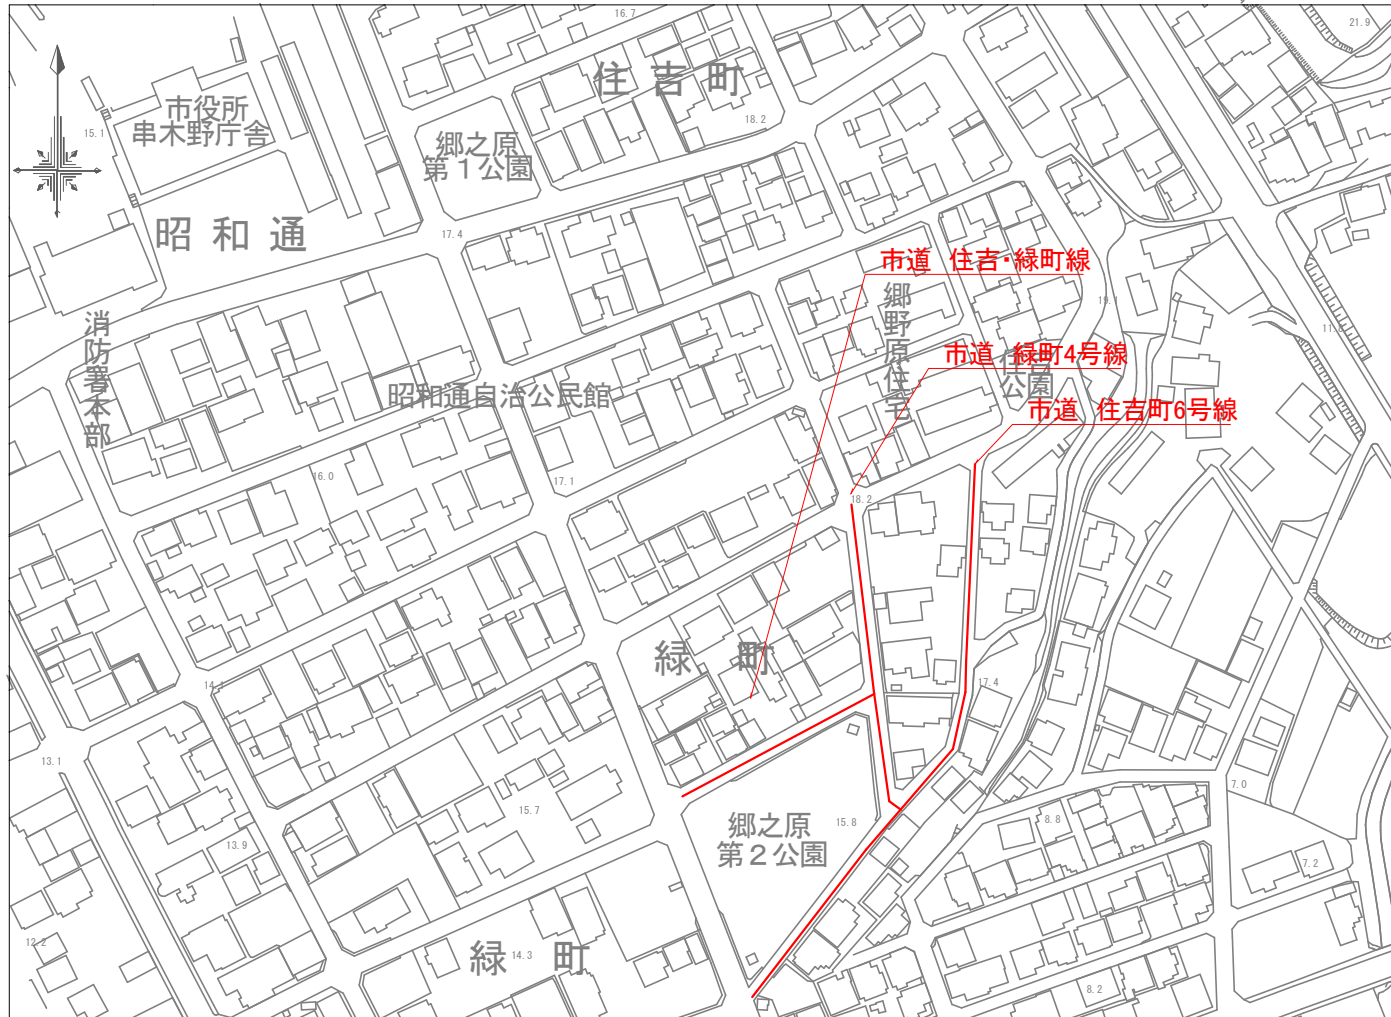 16.7
21.9
住吉町
市役所
串木野庁舎
15.1
18.2
郷之原
第1公園
昭和通
17.4
市道 住吉・緑町線
郷野原住宅
19.1
消防署本部
市道 緑町4号線
公園
昭和通自治公民館
市道 住吉町6号線
16.0
17.1
18.2
緑町
17.4
14.1
13.1
7.0
15.7
15.8
郷之原
第2公園
8.8
13.9
7.2
12.2
緑町
14.3
8.2